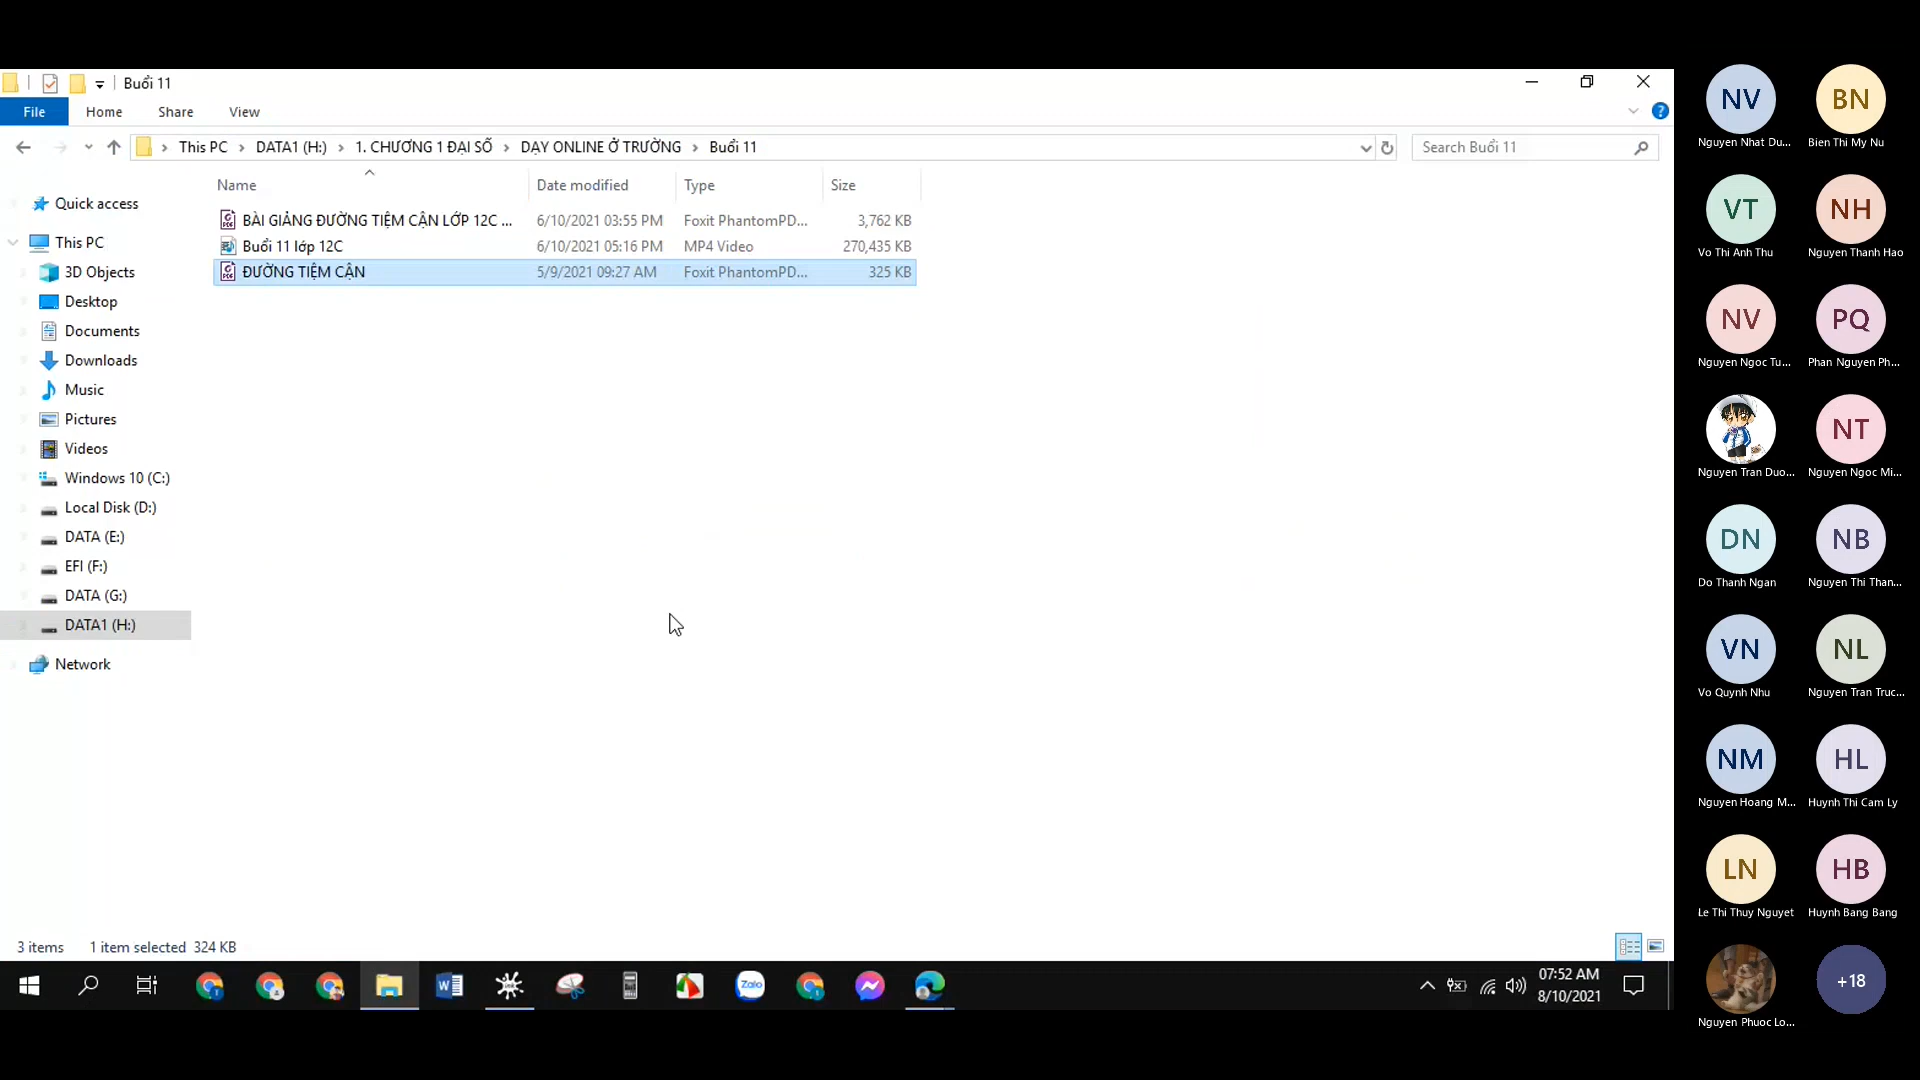 Buổi 11
File Home Share View
This PC DATA1 (H:) 1. CHƯƠNG 1 ĐẠI SỐ DẠY ONLINE Ở TRƯỜNG Buổi 11
Search Buổi 11
Name Date modified Type Size
BÀI GIẢNG ĐƯỜNG TIỆM CẬN LỚP 12C ... 6/10/2021 03:55 PM Foxit PhantomPD... 3,762 KB
Buổi 11 lớp 12C 6/10/2021 05:16 PM MP4 Video 270,435 KB
ĐƯỜNG TIỆM CẬN 5/9/2021 09:27 AM Foxit PhantomPD... 325 KB
Quick access
This PC
3D Objects
Desktop
Documents
Downloads
Music
Pictures
Videos
Windows 10 (C:)
Local Disk (D:)
DATA (E:)
EFI (F:)
DATA (G:)
DATA1 (H:)
Network
3 items 1 item selected 324 KB
Zalo
07:52 AM
8/10/2021
NV BN
Nguyen Nhat Du... Bien Thi My Nu
VT NH
Vo Thi Anh Thu Nguyen Thanh Hao
NV PQ
Nguyen Ngoc Tu... Phan Nguyen Ph...
NT
Nguyen Tran Duo... Nguyen Ngoc Mi...
DN NB
Do Thanh Ngan Nguyen Thi Than...
VN NL
Vo Quynh Nhu Nguyen Tran Truc...
NM HL
Nguyen Hoang M... Huynh Thi Cam Ly
LN HB
Le Thi Thuy Nguyet Huynh Bang Bang
+18
Nguyen Phuoc Lo...